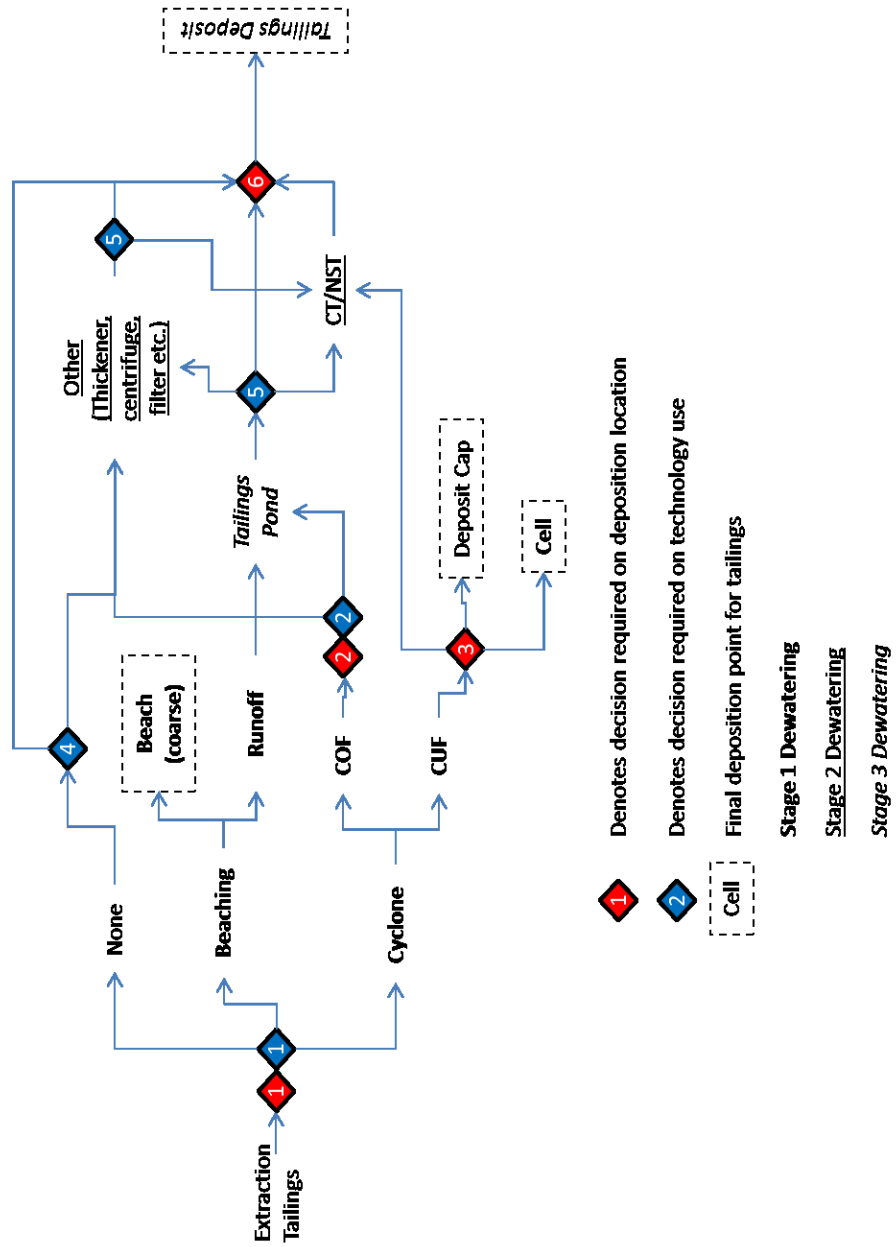 Extraction
Tailings
1
1
None
Beaching
Cyclone
4
Beach
(coarse)
Runoff
COF
CUF
2
2
3
Tailings
Pond
Deposit Cap
Cell
Other
(Thickener,
centrifuge,
filter etc.)
5
5
CT/NST
6
Tailings Deposit
1
Denotes decision required on deposition location
2
Denotes decision required on technology use
Cell
Final deposition point for tailings
Stage 1 Dewatering
Stage 2 Dewatering
Stage 3 Dewatering